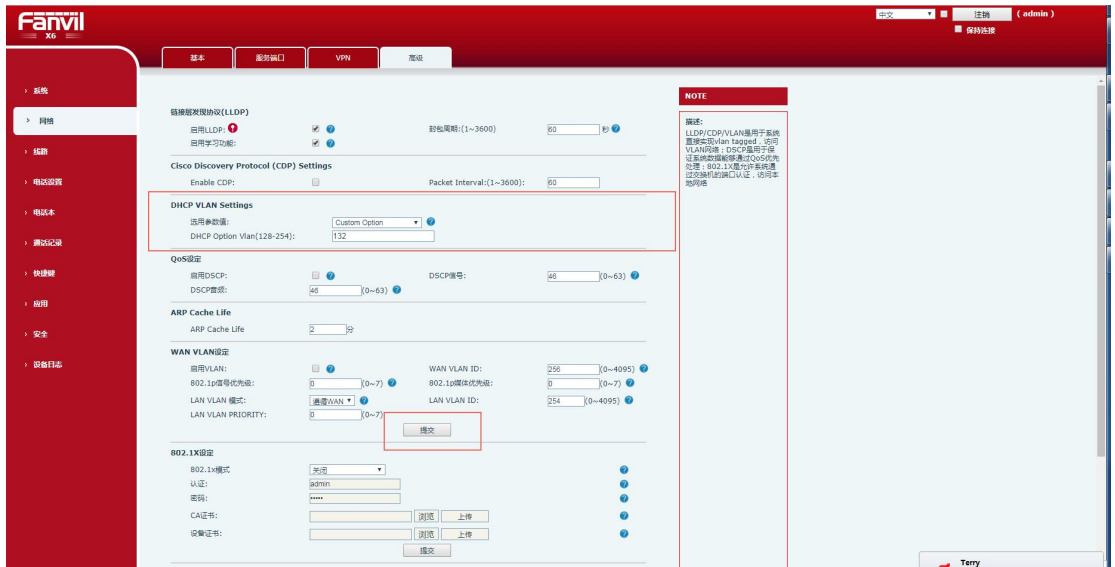 Fanvil
X6
中文 注销 ( admin )
保持连接
基本 服务端口 VPN 高级
› 系统
› 网络
› 线路
› 电话设置
› 电话本
› 通话记录
› 快捷键
› 应用
› 安全
› 设备日志
链接层发现协议(LLDP)
启用LLDP: 封包周期:(1~3600) 60 秒
启用学习功能:
Cisco Discovery Protocol (CDP) Settings
Enable CDP: Packet Interval:(1~3600): 60
DHCP VLAN Settings
选用参数值: Custom Option
DHCP Option Vlan(128-254): 132
QoS设定
启用DSCP: DSCP信号: 46 (0~63)
DSCP音频: 46 (0~63)
ARP Cache Life
ARP Cache Life 2 分
WAN VLAN设定
启用VLAN: WAN VLAN ID: 256 (0~4095)
802.1p信号优先级: 0 (0~7) 802.1p媒体优先级: 0 (0~7)
LAN VLAN 模式: 遵循WAN LAN VLAN ID: 254 (0~4095)
LAN VLAN PRIORITY: 0 (0~7)
提交
802.1X设定
802.1x模式 关闭
认证: admin
密码: •••••
CA证书: 浏览 上传
设备证书: 浏览 上传
提交
NOTE
描述:
LLDP/CDP/VLAN是用于系统
直接实现vlan tagged，访问
VLAN网络；DSCP是用于保
证系统数据能够通过QoS优先
处理；802.1X是允许系统通
过交换机的端口认证，访问本
地网络
Terry